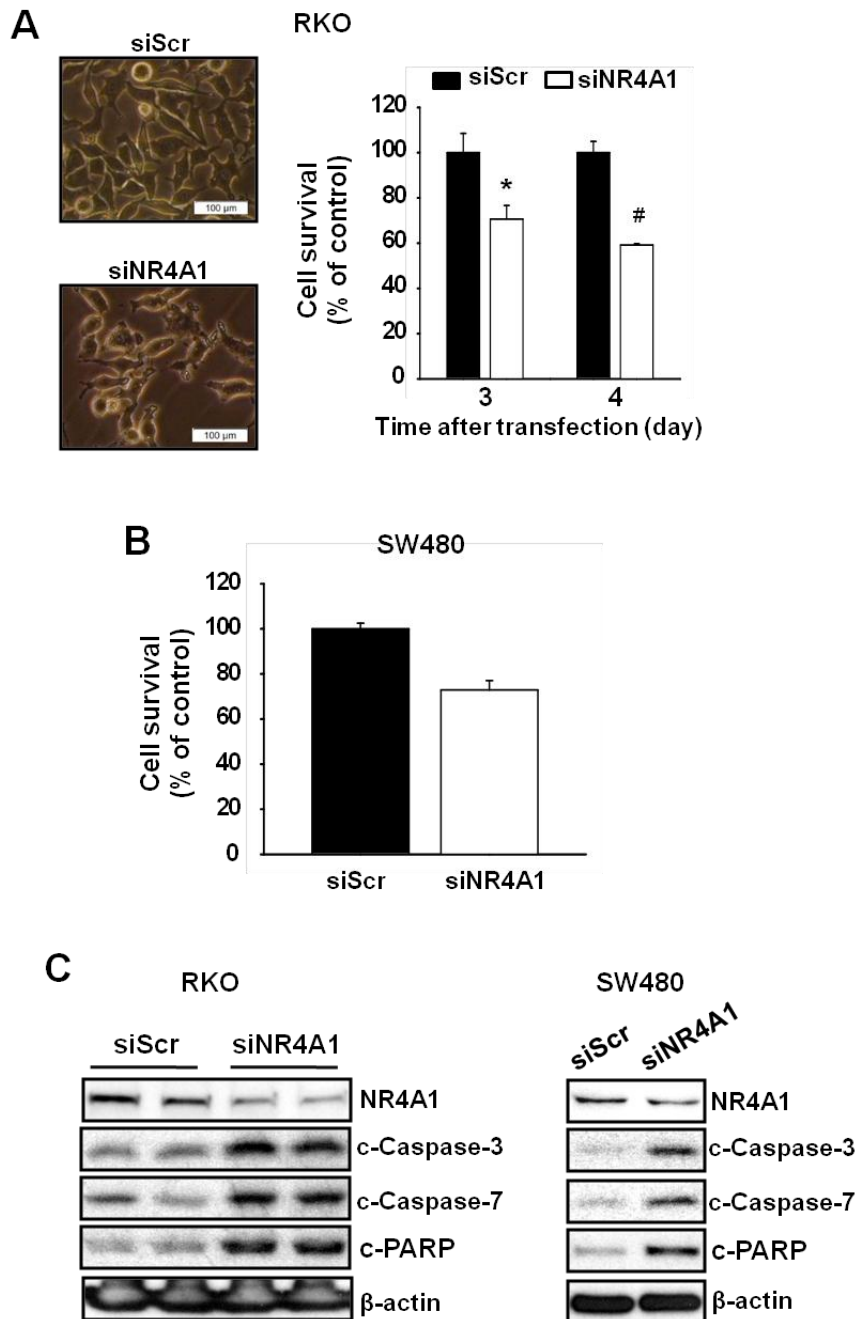 A
siScr
100 µm
siNR4A1
100 µm
RKO
siScr siNR4A1
Cell survival
(% of control)
120
100
80
60
40
20
0
*
#
3 4
Time after transfection (day)
B
SW480
Cell survival
(% of control)
120
100
80
60
40
20
0
siScr siNR4A1
C
RKO
siScr siNR4A1
NR4A1
c-Caspase-3
c-Caspase-7
c-PARP
β-actin
SW480
siScr siNR4A1
NR4A1
c-Caspase-3
c-Caspase-7
c-PARP
β-actin